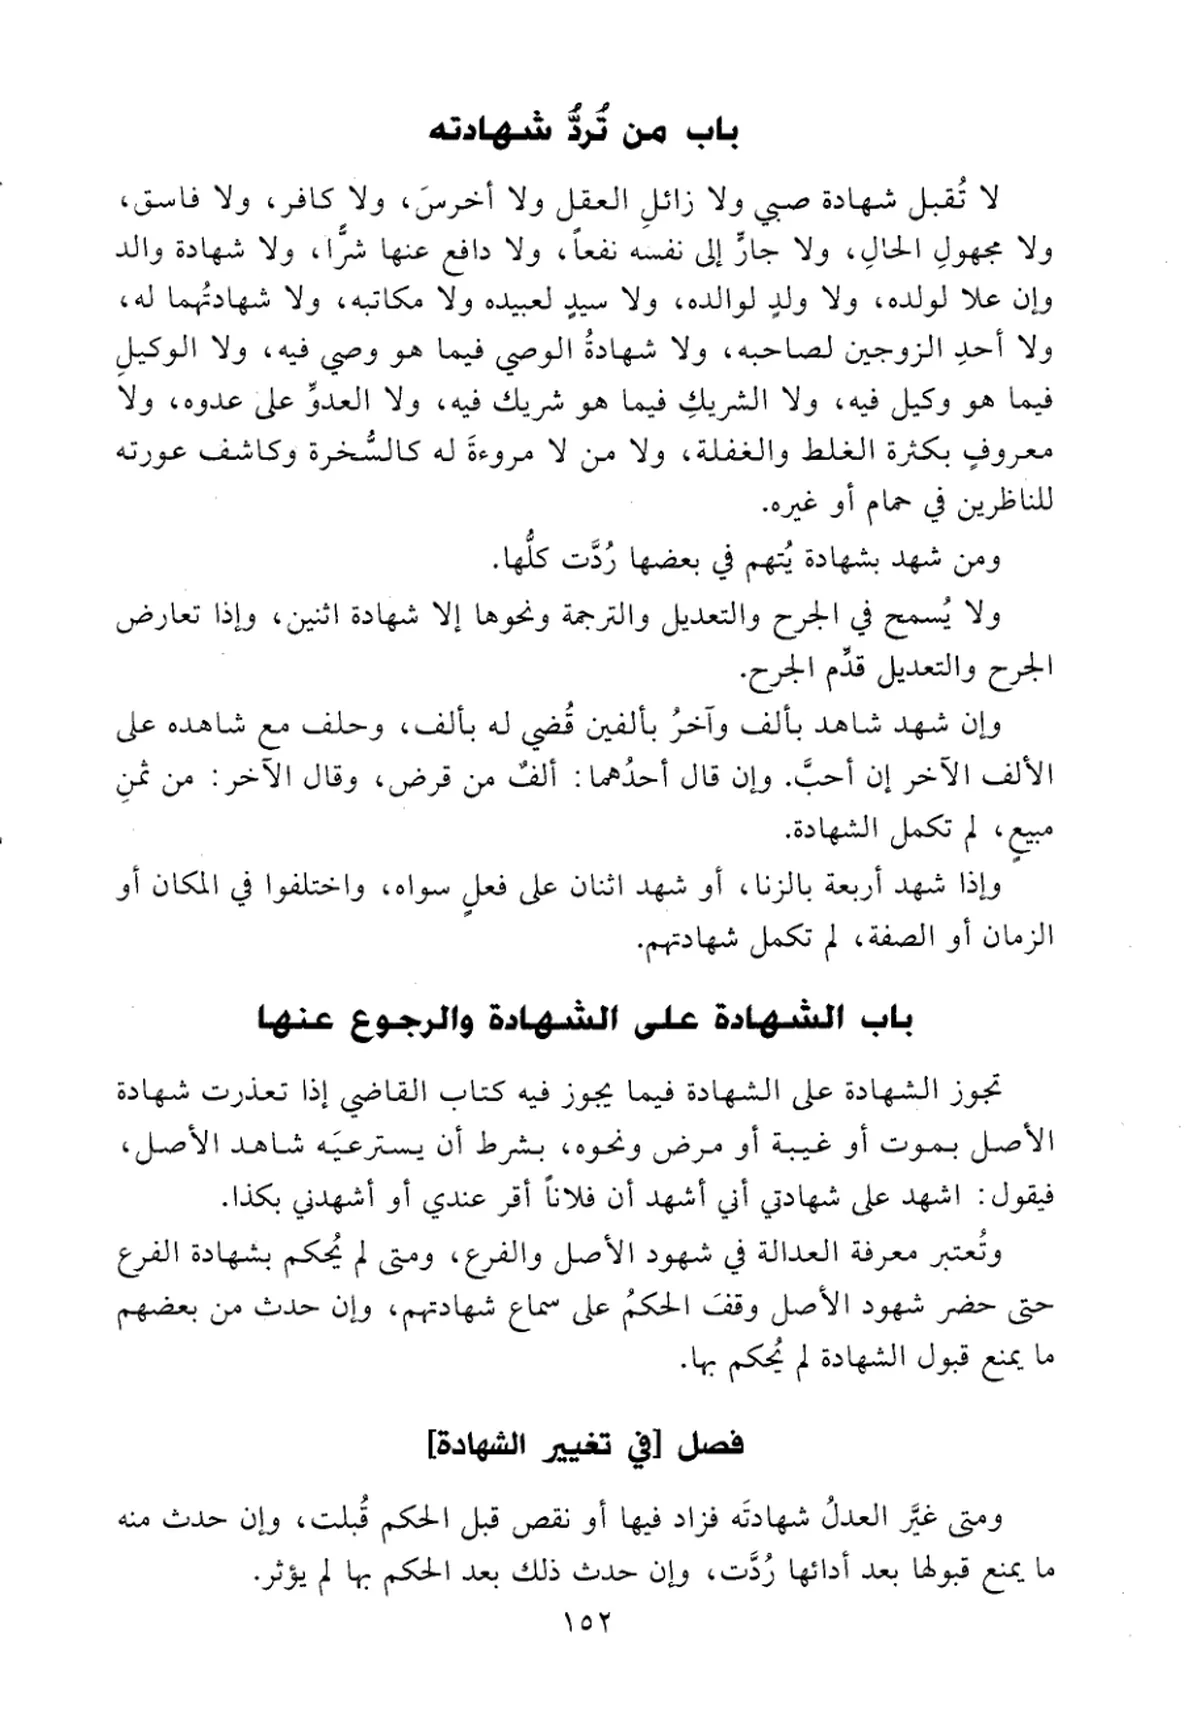 باب من تُردُّ شهادته
لا تُقبل شهادة صبي ولا زائلِ العقل ولا أخرسَ، ولا كافر، ولا فاسق،
ولا مجهولِ الحالِ، ولا جارٍّ إلى نفسه نفعاً، ولا دافع عنها شرًّا، ولا شهادة والد
وإن علا لولده، ولا ولدٍ لوالده، ولا سيدٍ لعبيده ولا مكاتبه، ولا شهادتُهما له،
ولا أحدِ الزوجين لصاحبه، ولا شهادةُ الوصي فيما هو وصي فيه، ولا الوكيلِ
فيما هو وكيل فيه، ولا الشريكِ فيما هو شريك فيه، ولا العدوِّ على عدوه، ولا
معروفٍ بكثرة الغلط والغفلة، ولا من لا مروءةَ له كالسُّخرة وكاشف عورته
للناظرين في حمام أو غيره.
ومن شهد بشهادة يُتهم في بعضها رُدَّت كلُّها.
ولا يُسمح في الجرح والتعديل والترجمة ونحوها إلا شهادة اثنين، وإذا تعارض
الجرح والتعديل قدِّم الجرح.
وإن شهد شاهد بألف وآخرُ بألفين قُضي له بألف، وحلف مع شاهده على
الألف الآخر إن أحبَّ. وإن قال أحدُهما: ألفٌ من قرض، وقال الآخر: من ثمنِ
مبيعٍ، لم تكمل الشهادة.
وإذا شهد أربعة بالزنا، أو شهد اثنان على فعلٍ سواه، واختلفوا في المكان أو
الزمان أو الصفة، لم تكمل شهادتهم.
باب الشهادة على الشهادة والرجوع عنها
تجوز الشهادة على الشهادة فيما يجوز فيه كتاب القاضي إذا تعذرت شهادة
الأصل بموت أو غيبة أو مرض ونحوه، بشرط أن يسترعيَه شاهد الأصل،
فيقول: اشهد على شهادتي أني أشهد أن فلاناً أقر عندي أو أشهدني بكذا.
وتُعتبر معرفة العدالة في شهود الأصل والفرع، ومتى لم يُحكم بشهادة الفرع
حتى حضر شهود الأصل وقفَ الحكمُ على سماع شهادتهم، وإن حدث من بعضهم
ما يمنع قبول الشهادة لم يُحكم بها.
فصل [في تغيير الشهادة]
ومتى غيَّر العدلُ شهادتَه فزاد فيها أو نقص قبل الحكم قُبلت، وإن حدث منه
ما يمنع قبولها بعد أدائها رُدَّت، وإن حدث ذلك بعد الحكم بها لم يؤثر.
١٥٢